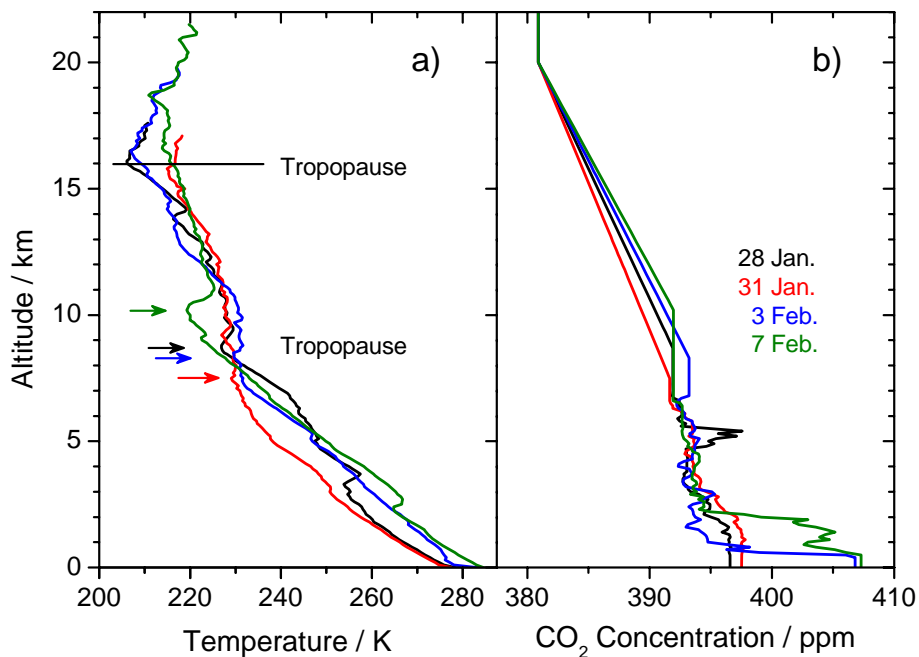 a)
b)
20
15
10
5
0
Altitude / km
Tropopause
Tropopause
28 Jan.
31 Jan.
3 Feb.
7 Feb.
200
220
240
260
280
380
390
400
410
Temperature / K
CO₂ Concentration / ppm